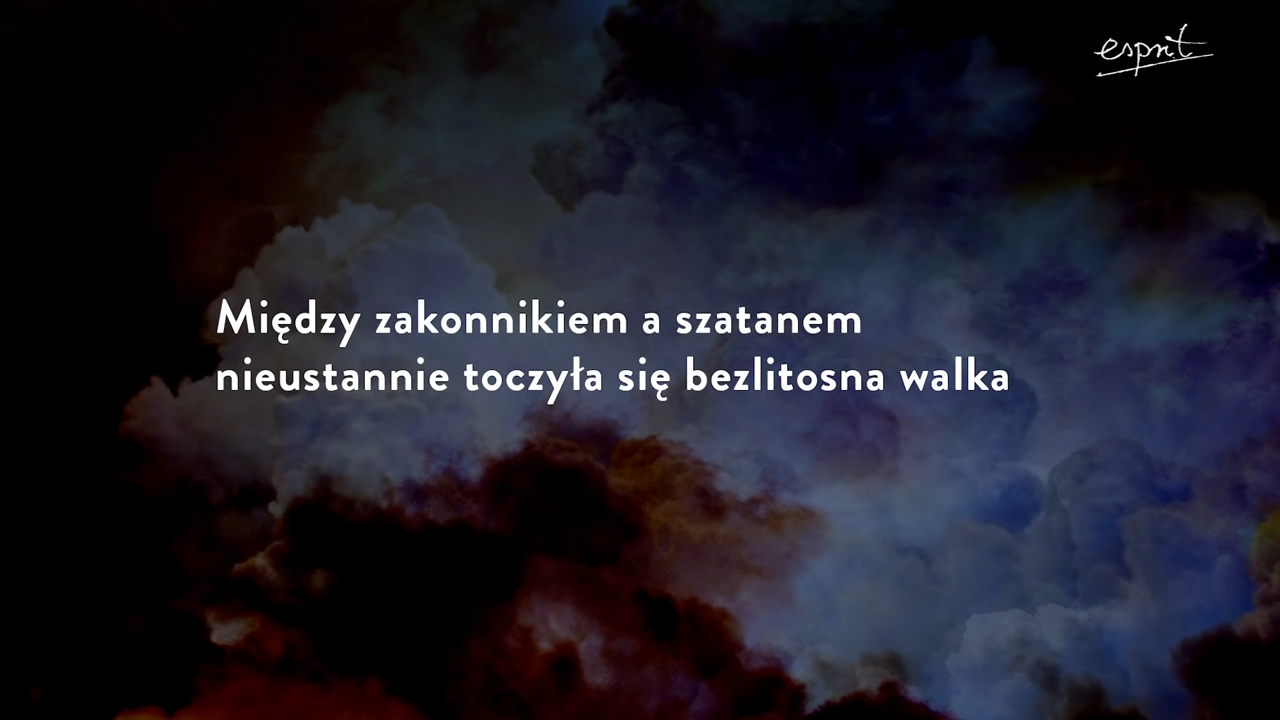 esprit
Między zakonnikiem a szatanem
nieustannie toczyła się bezlitosna walka